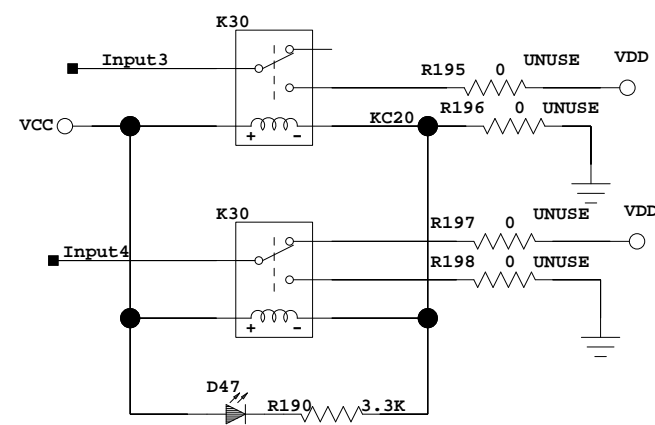 K30
Input3
R195 0 UNUSE VDD
VCC
KC20
R196 0 UNUSE
+ -
K30
Input4
R197 0 UNUSE VDD
R198 0 UNUSE
+ -
D47
R190 3.3K